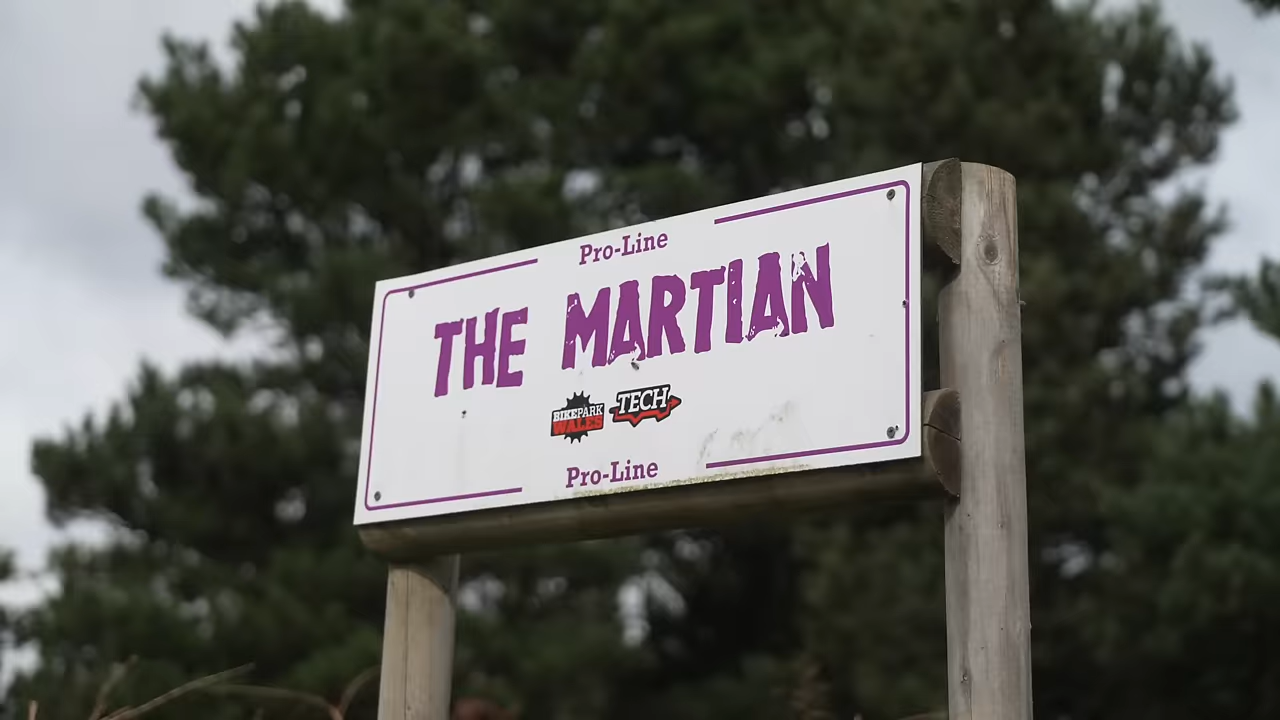 Pro-Line
THE MARTIAN
BIKEPARK
WALES
TECH
Pro-Line